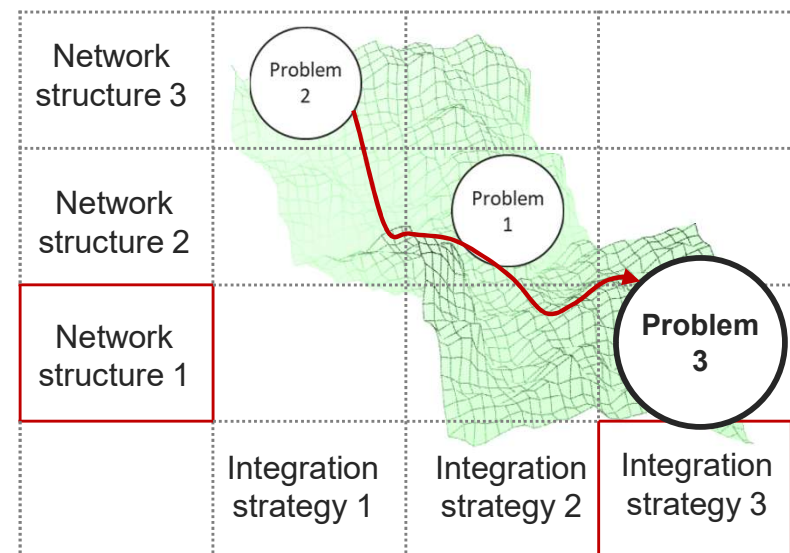 Network
structure 3
Problem
2
Network
structure 2
Problem
1
Network
structure 1
Problem
3
Integration
strategy 1
Integration
strategy 2
Integration
strategy 3